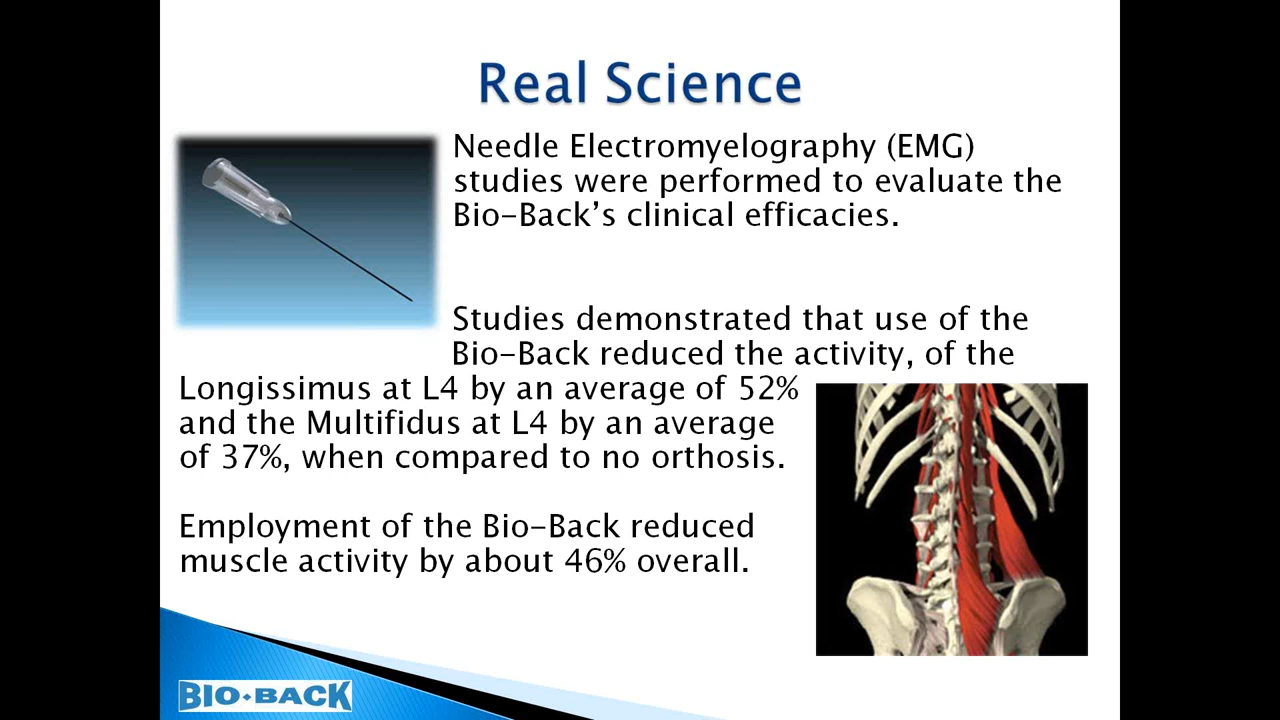 Real Science
Needle Electromyelography (EMG)
studies were performed to evaluate the
Bio-Back’s clinical efficacies.
Studies demonstrated that use of the
Bio-Back reduced the activity, of the
Longissimus at L4 by an average of 52%
and the Multifidus at L4 by an average
of 37%, when compared to no orthosis.
Employment of the Bio-Back reduced
muscle activity by about 46% overall.
BIO•BACK